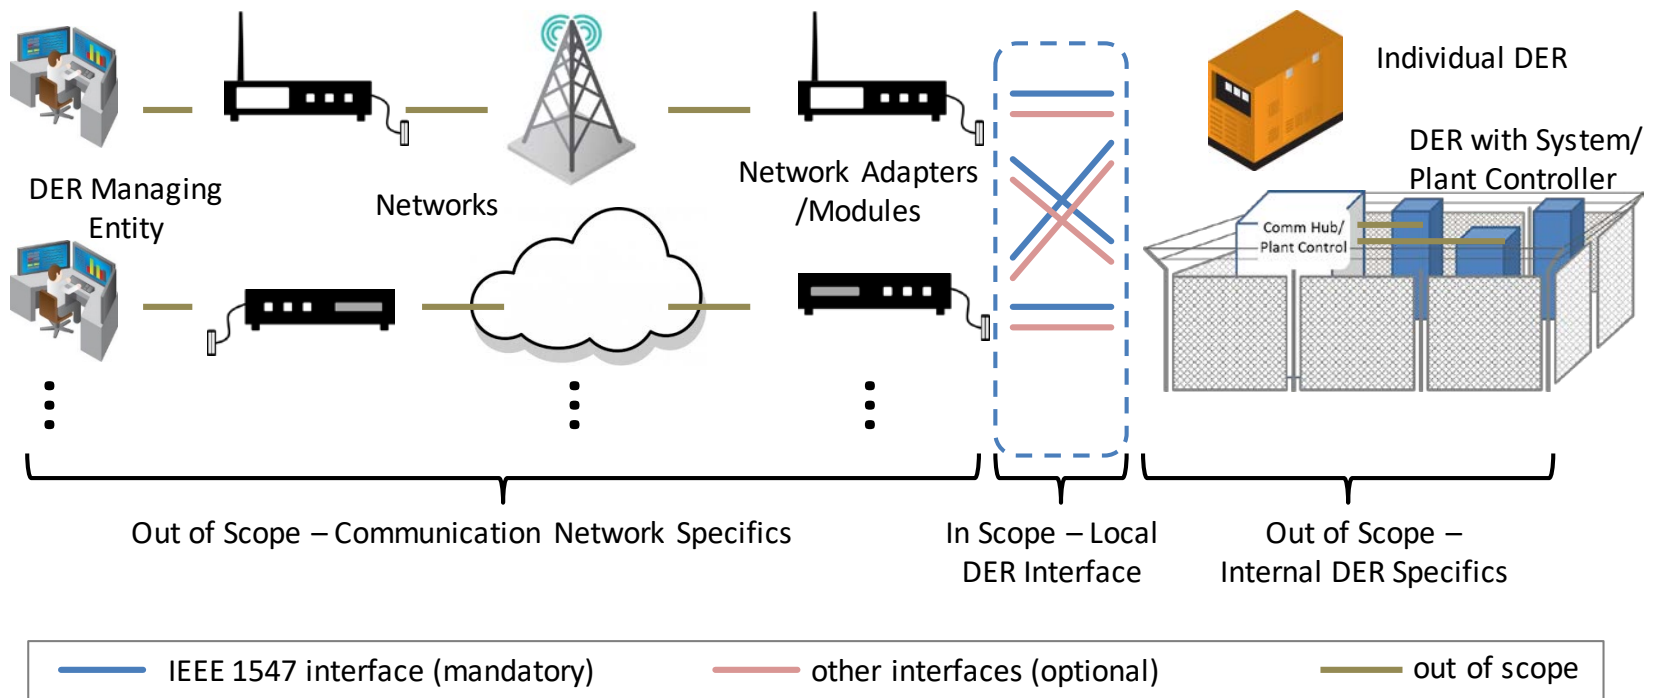 Individual DER
DER with System/
Plant Controller
DER Managing
Entity
Networks
Network Adapters
/Modules
Comm Hub/
Plant Control
Out of Scope – Communication Network Specifics
In Scope – Local
DER Interface
Out of Scope –
Internal DER Specifics
IEEE 1547 interface (mandatory)
other interfaces (optional)
out of scope